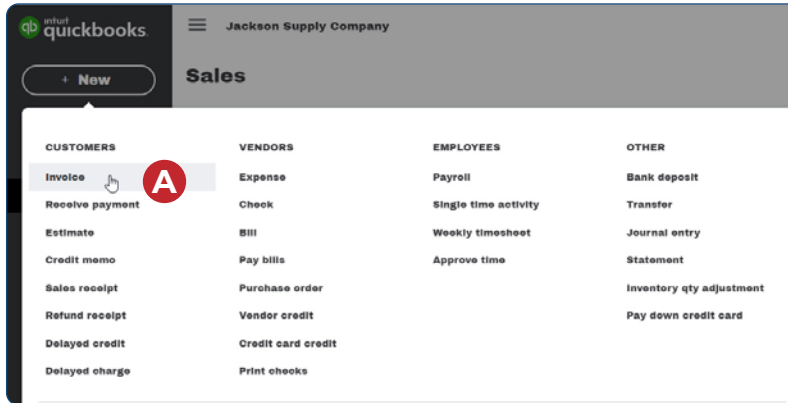 qb intuit quickbooks.
Jackson Supply Company
+ New
Sales
CUSTOMERS
Invoice
A
Receive payment
Estimate
Credit memo
Sales receipt
Refund receipt
Delayed credit
Delayed charge
VENDORS
Expense
Check
Bill
Pay bills
Purchase order
Vendor credit
Credit card credit
Print checks
EMPLOYEES
Payroll
Single time activity
Weekly timesheet
Approve time
OTHER
Bank deposit
Transfer
Journal entry
Statement
Inventory qty adjustment
Pay down credit card